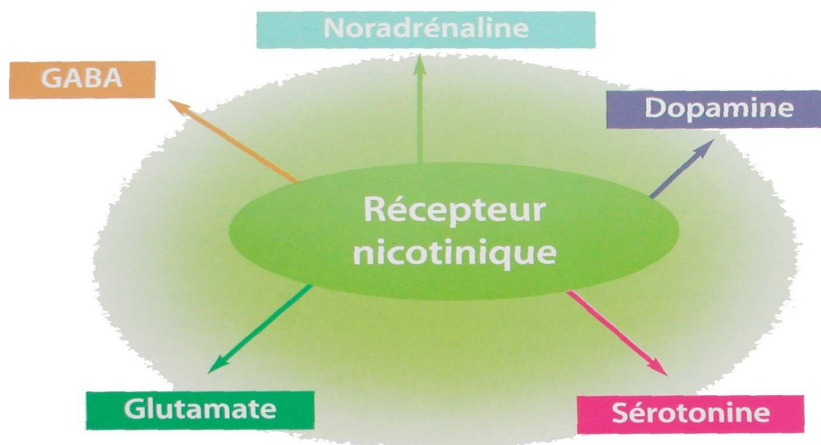 Noradrénaline
GABA
Dopamine
Récepteur
nicotinique
Glutamate
Sérotonine